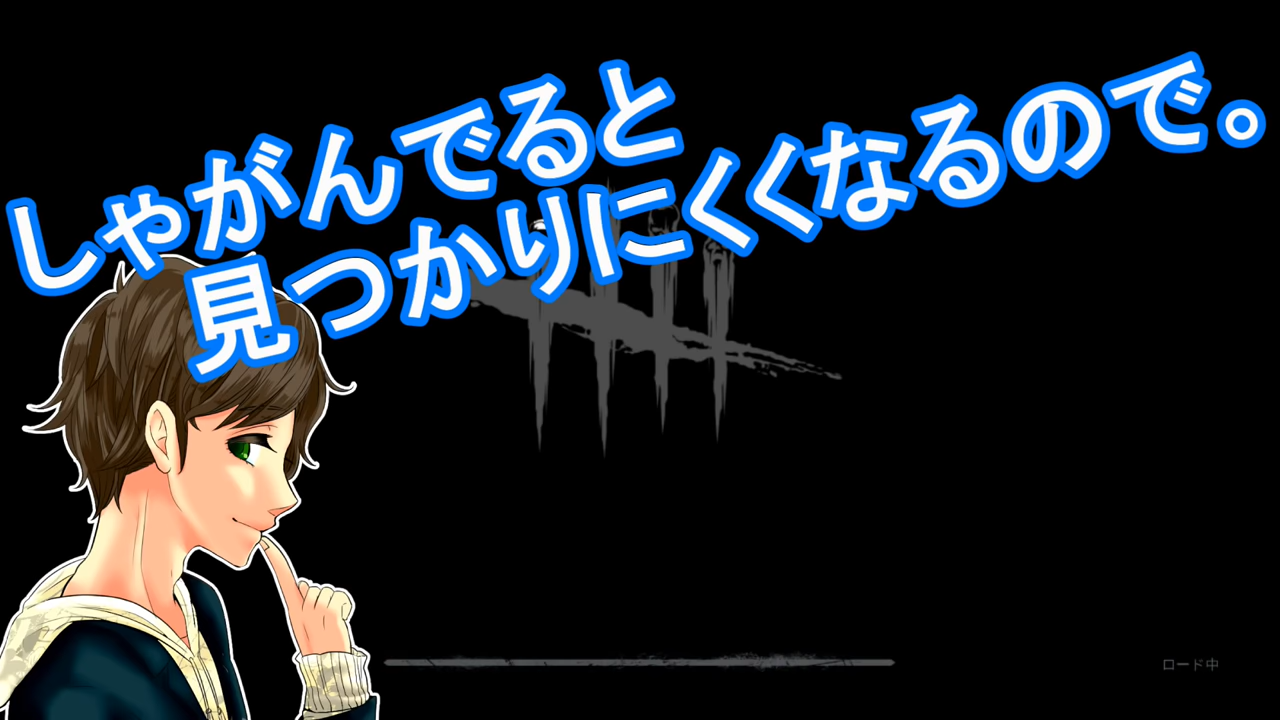 しゃがんでると
見つかりにくくなるので。
ロード中